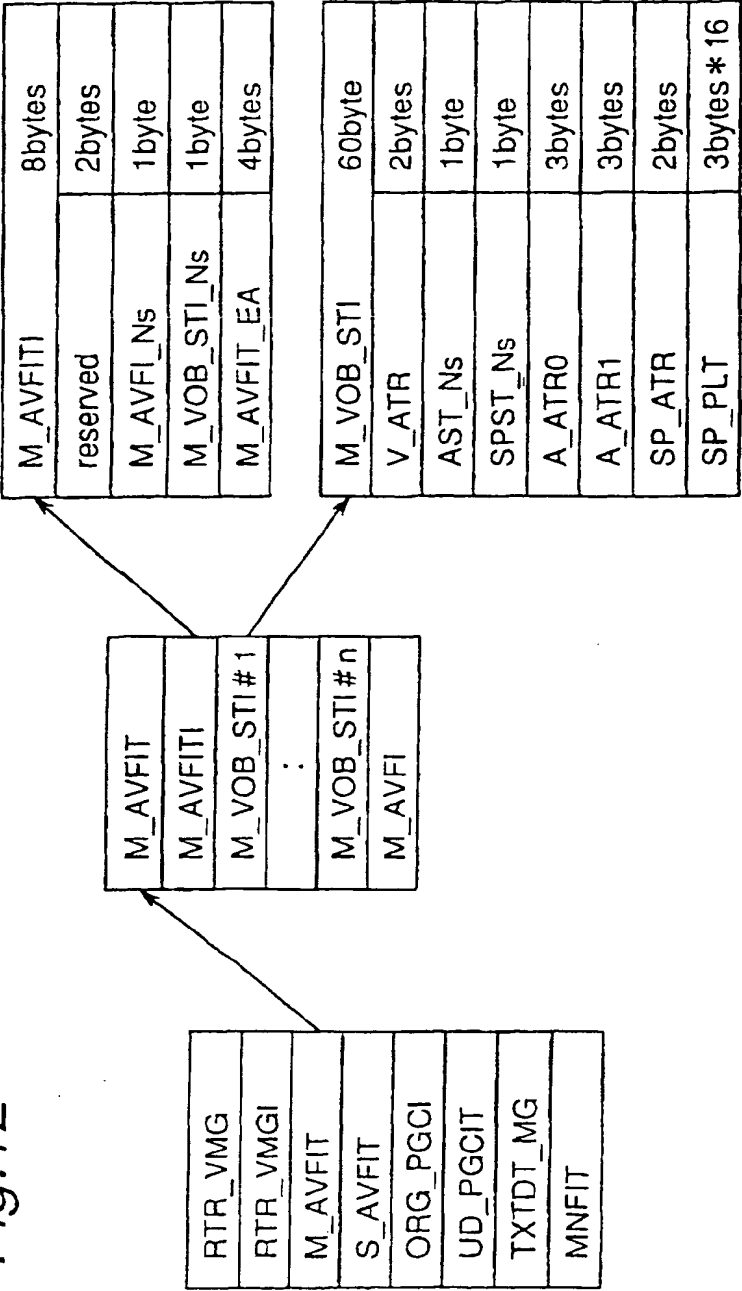 Fig.12
RTR_VMG
RTR_VMGI
M_AVFIT
S_AVFIT
ORG_PGCI
UD_PGCIT
TXTDT_MG
MNFIT
M_AVFIT
M_AVFITI
M_VOB_STI#1
:
M_VOB_STI#n
M_AVFI
M_AVFITI 8bytes
reserved 2bytes
M_AVFI_Ns 1byte
M_VOB_STI_Ns 1byte
M_AVFIT_EA 4bytes
M_VOB_STI 60byte
V_ATR 2bytes
AST_Ns 1byte
SPST_Ns 1byte
A_ATR0 3bytes
A_ATR1 3bytes
SP_ATR 2bytes
SP_PLT 3bytes*16